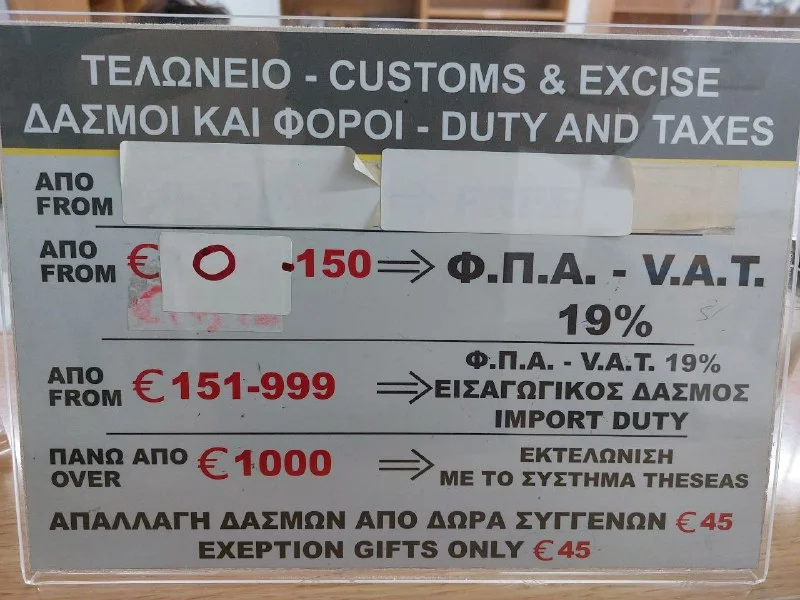 ΤΕΛΩΝΕΙΟ - CUSTOMS & EXCISE
ΔΑΣΜΟΙ ΚΑΙ ΦΟΡΟΙ - DUTY AND TAXES
ΑΠΟ
FROM
ΑΠΟ
FROM € 0 -150 ⇒ Φ.Π.Α. - V.A.T.
19%
ΑΠΟ
FROM € 151-999 ⇒ Φ.Π.Α. - V.A.T. 19%
ΕΙΣΑΓΩΓΙΚΟΣ ΔΑΣΜΟΣ
IMPORT DUTY
ΠΑΝΩ ΑΠΟ
OVER € 1000 ⇒ ΕΚΤΕΛΩΝΙΣΗ
ΜΕ ΤΟ ΣΥΣΤΗΜΑ THESEAS
ΑΠΑΛΛΑΓΗ ΔΑΣΜΩΝ ΑΠΟ ΔΩΡΑ ΣΥΓΓΕΝΩΝ € 45
EXEPTION GIFTS ONLY € 45